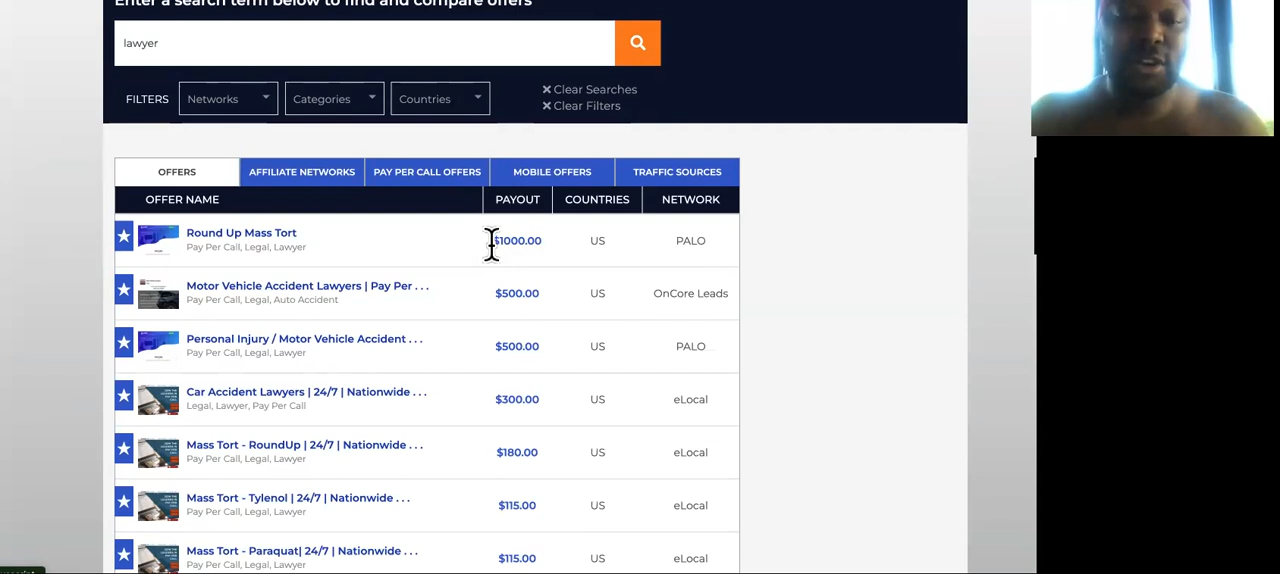 Enter a search term below to find and compare offers
lawyer
FILTERS Networks Categories Countries
Clear Searches
Clear Filters
OFFERS AFFILIATE NETWORKS PAY PER CALL OFFERS MOBILE OFFERS TRAFFIC SOURCES
OFFER NAME PAYOUT COUNTRIES NETWORK
Round Up Mass Tort
Pay Per Call, Legal, Lawyer
$1000.00 US PALO
Motor Vehicle Accident Lawyers | Pay Per . . .
Pay Per Call, Legal, Auto Accident
$500.00 US OnCore Leads
Personal Injury / Motor Vehicle Accident . . .
Pay Per Call, Legal, Lawyer
$500.00 US PALO
Car Accident Lawyers | 24/7 | Nationwide . . .
Legal, Lawyer, Pay Per Call
$300.00 US eLocal
Mass Tort - RoundUp | 24/7 | Nationwide . . .
Pay Per Call, Legal, Lawyer
$180.00 US eLocal
Mass Tort - Tylenol | 24/7 | Nationwide . . .
Pay Per Call, Legal, Lawyer
$115.00 US eLocal
Mass Tort - Paraquat| 24/7 | Nationwide . . .
Pay Per Call, Legal, Lawyer
$115.00 US eLocal